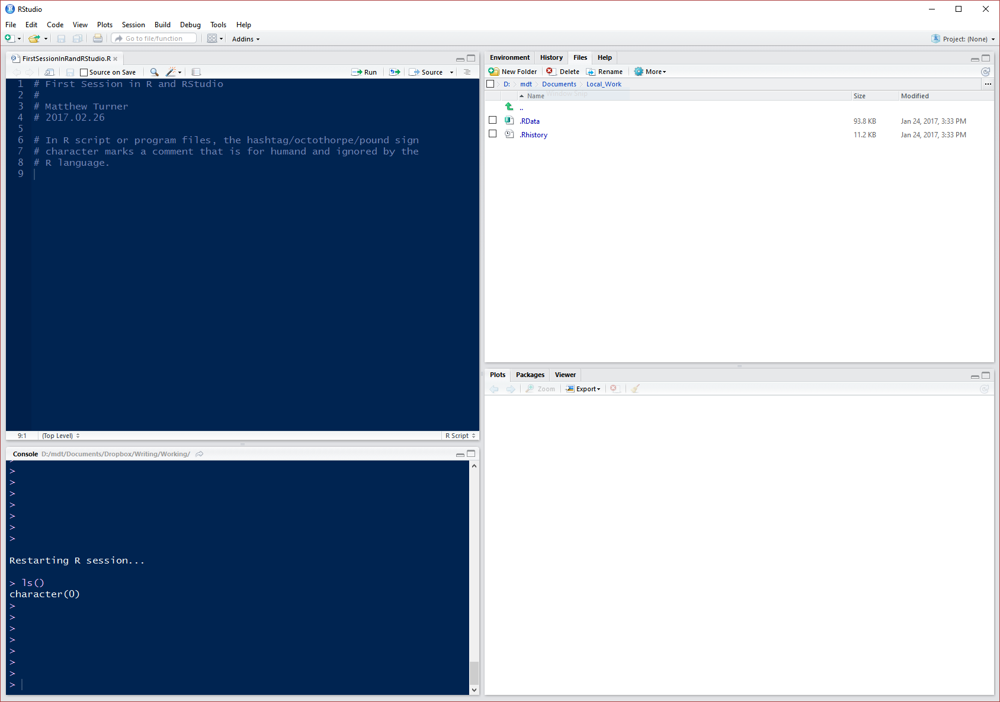 RStudio
File Edit Code View Plots Session Build Debug Tools Help
Go to file/function Addins Project: (None)
FirstSessionInRandRStudio.R
Source on Save Run Source
1 # First Session in R and RStudio
2 #
3 # Matthew Turner
4 # 2017.02.26
5
6 # In R script or program files, the hashtag/octothorpe/pound sign
7 # character marks a comment that is for humand and ignored by the
8 # R language.
9
9:1 (Top Level) R Script
Console D:/mdt/Documents/Dropbox/Writing/Working/
>
>
>
>
>
>
>
>
Restarting R session...
> ls()
character(0)
>
>
>
>
>
>
>
>
Environment History Files Help
New Folder Delete Rename More
D: mdt Documents Local_Work ...
Window Snip
Name Size Modified
..
.RData 93.8 KB Jan 24, 2017, 3:33 PM
.Rhistory 11.2 KB Jan 24, 2017, 3:33 PM
Plots Packages Viewer
Zoom Export